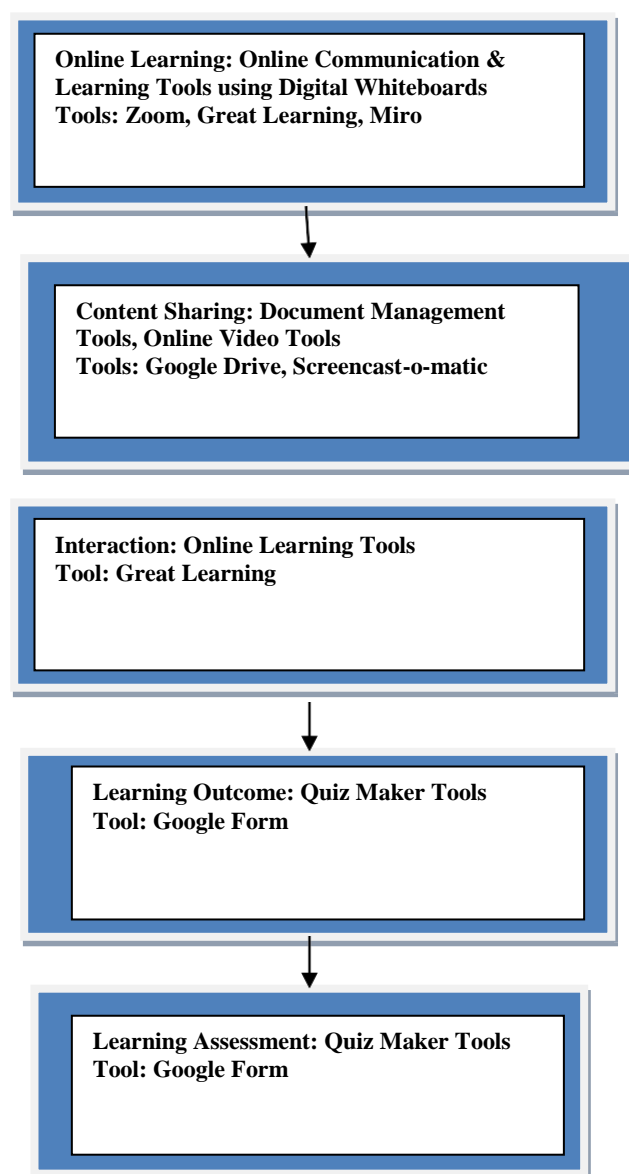 Online Learning: Online Communication &
Learning Tools using Digital Whiteboards
Tools: Zoom, Great Learning, Miro
Content Sharing: Document Management
Tools, Online Video Tools
Tools: Google Drive, Screencast-o-matic
Interaction: Online Learning Tools
Tool: Great Learning
Learning Outcome: Quiz Maker Tools
Tool: Google Form
Learning Assessment: Quiz Maker Tools
Tool: Google Form